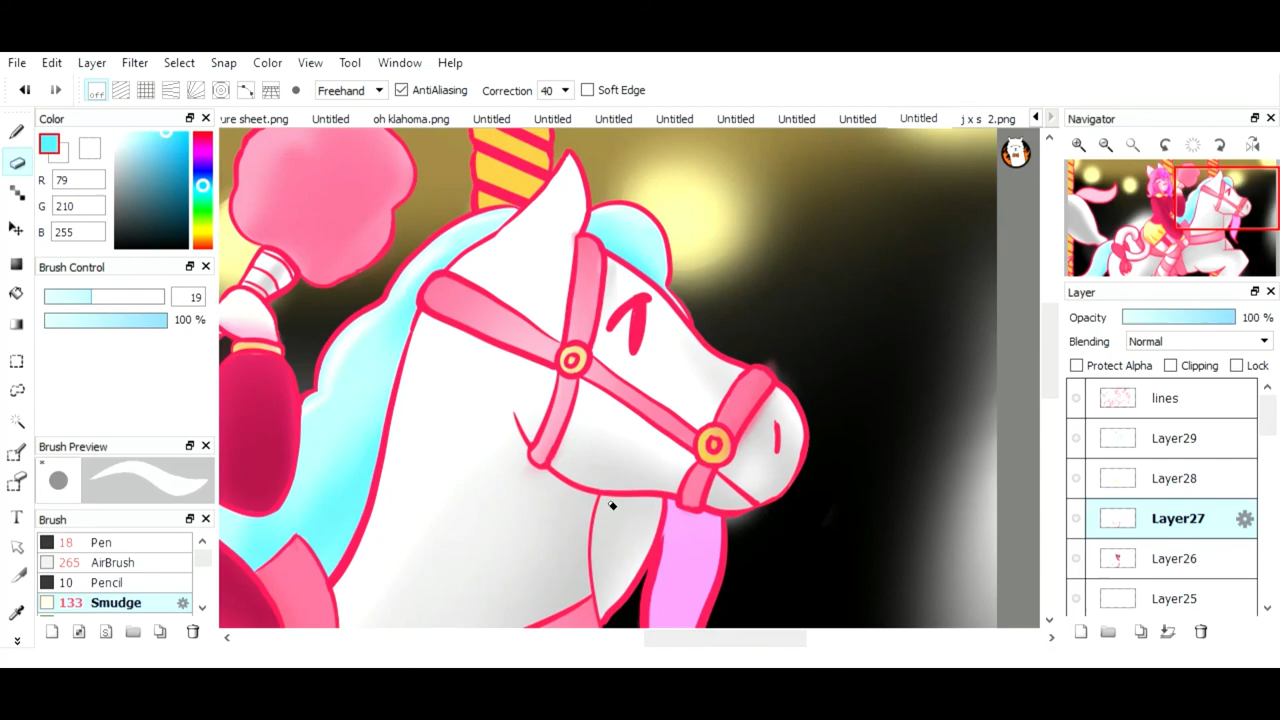 File Edit Layer Filter Select Snap Color View Tool Window Help
off Freehand AntiAliasing Correction 40 Soft Edge
Color
ure sheet.png Untitled oh klahoma.png Untitled Untitled Untitled Untitled Untitled Untitled Untitled j x s 2.png
Navigator
R 79
G 210
B 255
Brush Control
19
100 %
Layer
Opacity 100 %
Blending Normal
Protect Alpha Clipping Lock
lines
Layer29
Brush Preview
Layer28
Brush
Layer27
18 Pen
265 AirBrush
Layer26
10 Pencil
133 Smudge
Layer25
T